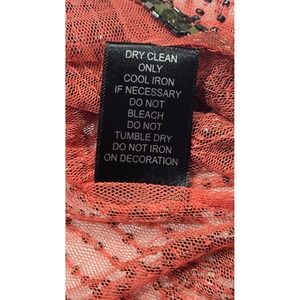 DRY CLEAN
ONLY
COOL IRON
IF NECESSARY
DO NOT
BLEACH
DO NOT
TUMBLE DRY
DO NOT IRON
ON DECORATION